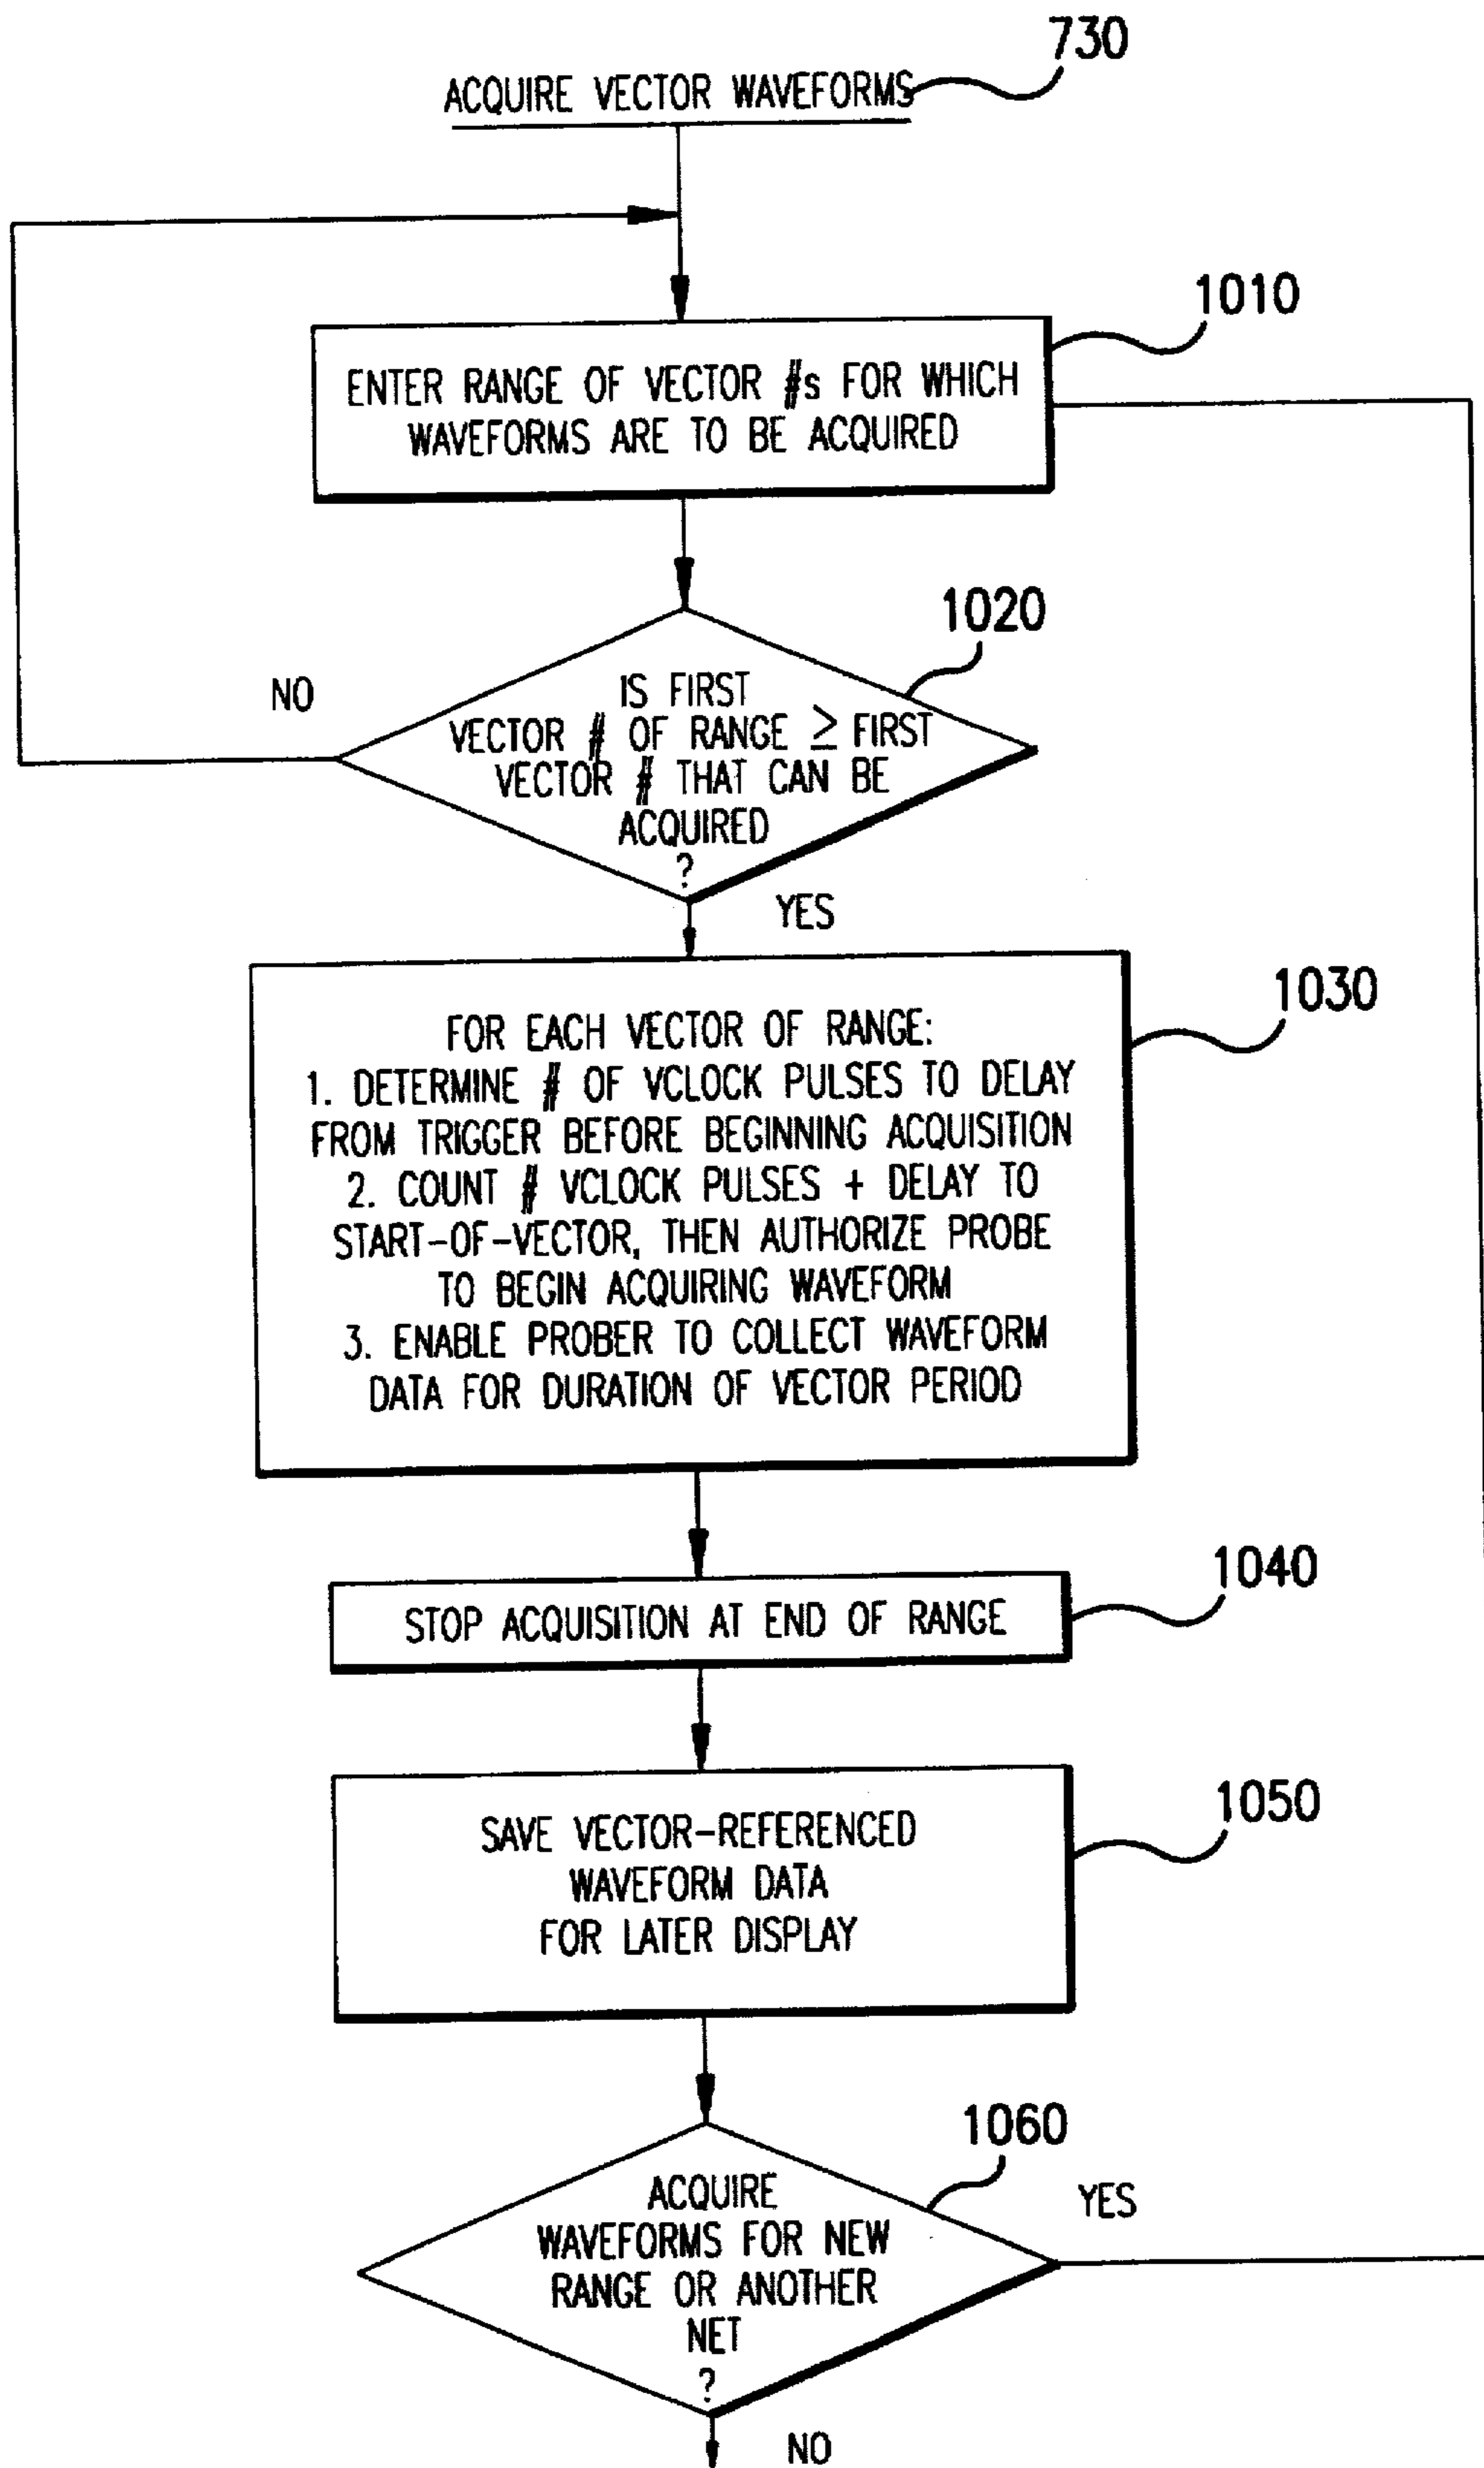 730
ACQUIRE VECTOR WAVEFORMS
1010
ENTER RANGE OF VECTOR #s FOR WHICH
WAVEFORMS ARE TO BE ACQUIRED
1020
NO
IS FIRST
VECTOR # OF RANGE ≥ FIRST
VECTOR # THAT CAN BE
ACQUIRED
?
YES
1030
FOR EACH VECTOR OF RANGE:
1. DETERMINE # OF VCLOCK PULSES TO DELAY
FROM TRIGGER BEFORE BEGINNING ACQUISITION
2. COUNT # VCLOCK PULSES + DELAY TO
START-OF-VECTOR, THEN AUTHORIZE PROBE
TO BEGIN ACQUIRING WAVEFORM
3. ENABLE PROBER TO COLLECT WAVEFORM
DATA FOR DURATION OF VECTOR PERIOD
1040
STOP ACQUISITION AT END OF RANGE
1050
SAVE VECTOR-REFERENCED
WAVEFORM DATA
FOR LATER DISPLAY
1060
YES
ACQUIRE
WAVEFORMS FOR NEW
RANGE OR ANOTHER
NET
?
NO